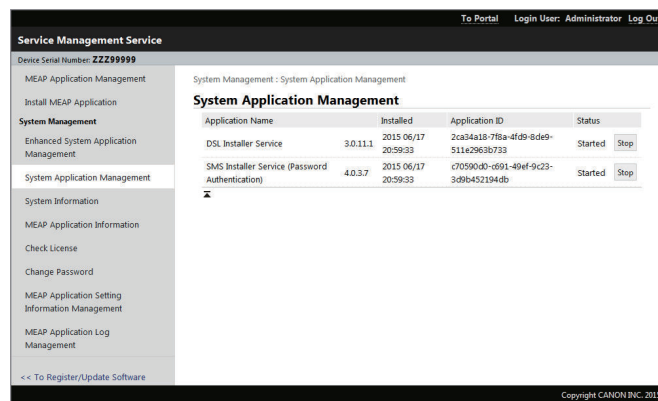 To Portal Login User: Administrator Log Ou
Service Management Service
Device Serial Number: ZZZ99999
MEAP Application Management
Install MEAP Application
System Management
Enhanced System Application
Management
System Application Management
System Information
MEAP Application Information
Check License
Change Password
MEAP Application Setting
Information Management
MEAP Application Log
Management
<< To Register/Update Software
System Management : System Application Management
System Application Management
Application Name Installed Application ID Status
DSL Installer Service 3.0.11.1 2015 06/17 20:59:33 2ca34a18-7f8a-4fd9-8de9-511e2963b733 Started Stop
SMS Installer Service (Password Authentication) 4.0.3.7 2015 06/17 20:59:33 c70590d0-c691-49ef-9c23-3d9b452194db Started Stop
Copyright CANON INC. 2015